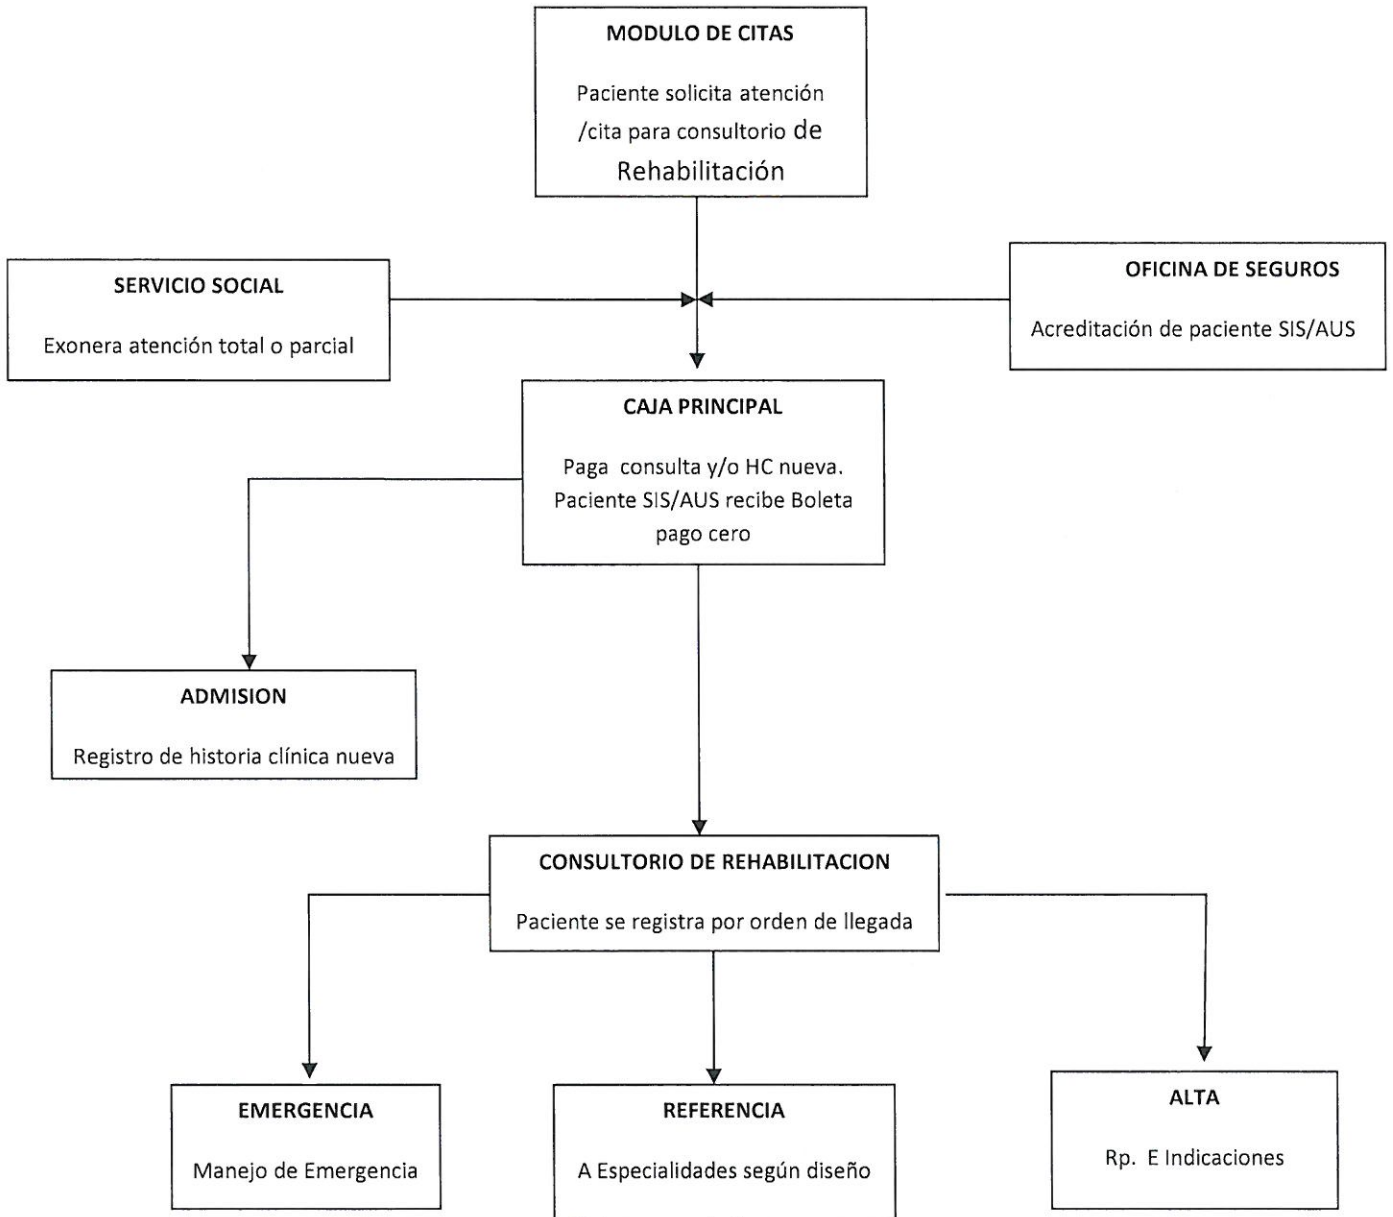 MODULO DE CITAS
Paciente solicita atención
/cita para consultorio de
Rehabilitación
SERVICIO SOCIAL
Exonera atención total o parcial
OFICINA DE SEGUROS
Acreditación de paciente SIS/AUS
CAJA PRINCIPAL
Paga consulta y/o HC nueva.
Paciente SIS/AUS recibe Boleta
pago cero
ADMISION
Registro de historia clínica nueva
CONSULTORIO DE REHABILITACION
Paciente se registra por orden de llegada
EMERGENCIA
Manejo de Emergencia
REFERENCIA
A Especialidades según diseño
ALTA
Rp. E Indicaciones